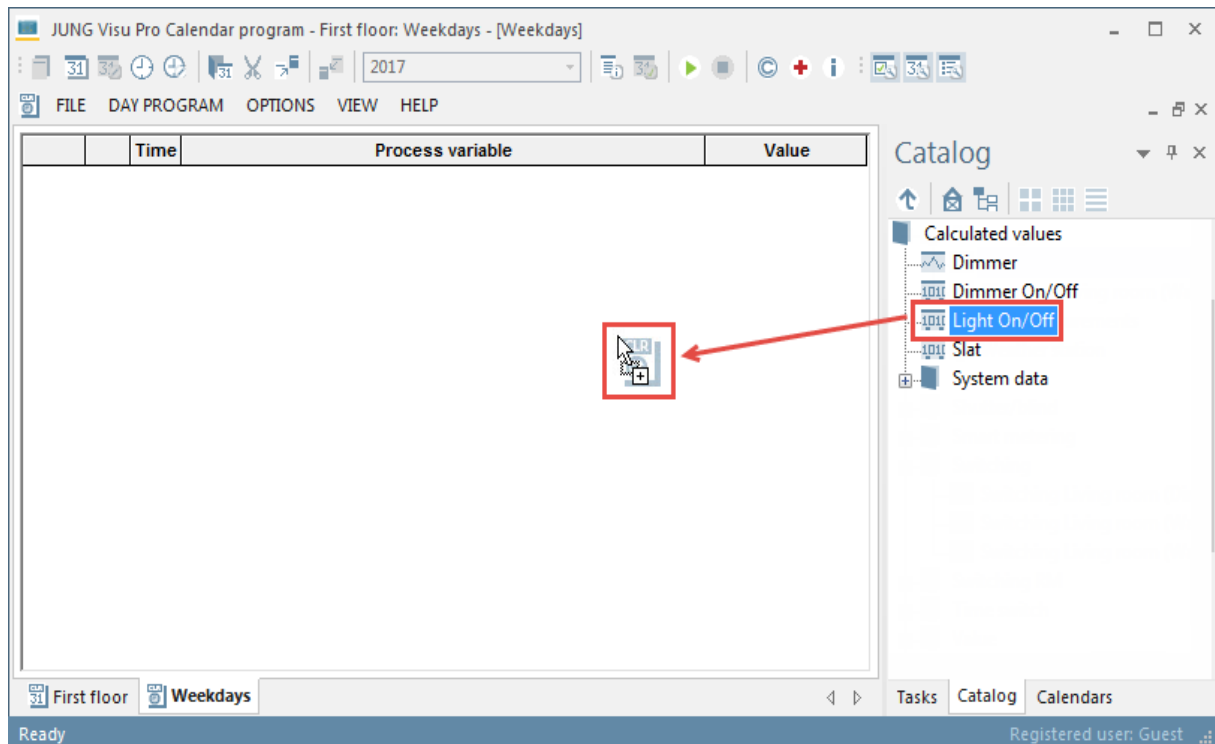 JUNG Visu Pro Calendar program - First floor: Weekdays - [Weekdays]
2017
FILE DAY PROGRAM OPTIONS VIEW HELP
Time Process variable Value
Catalog
Calculated values
Dimmer
Dimmer On/Off
Light On/Off
Slat
System data
First floor Weekdays
Tasks Catalog Calendars
Ready Registered user: Guest